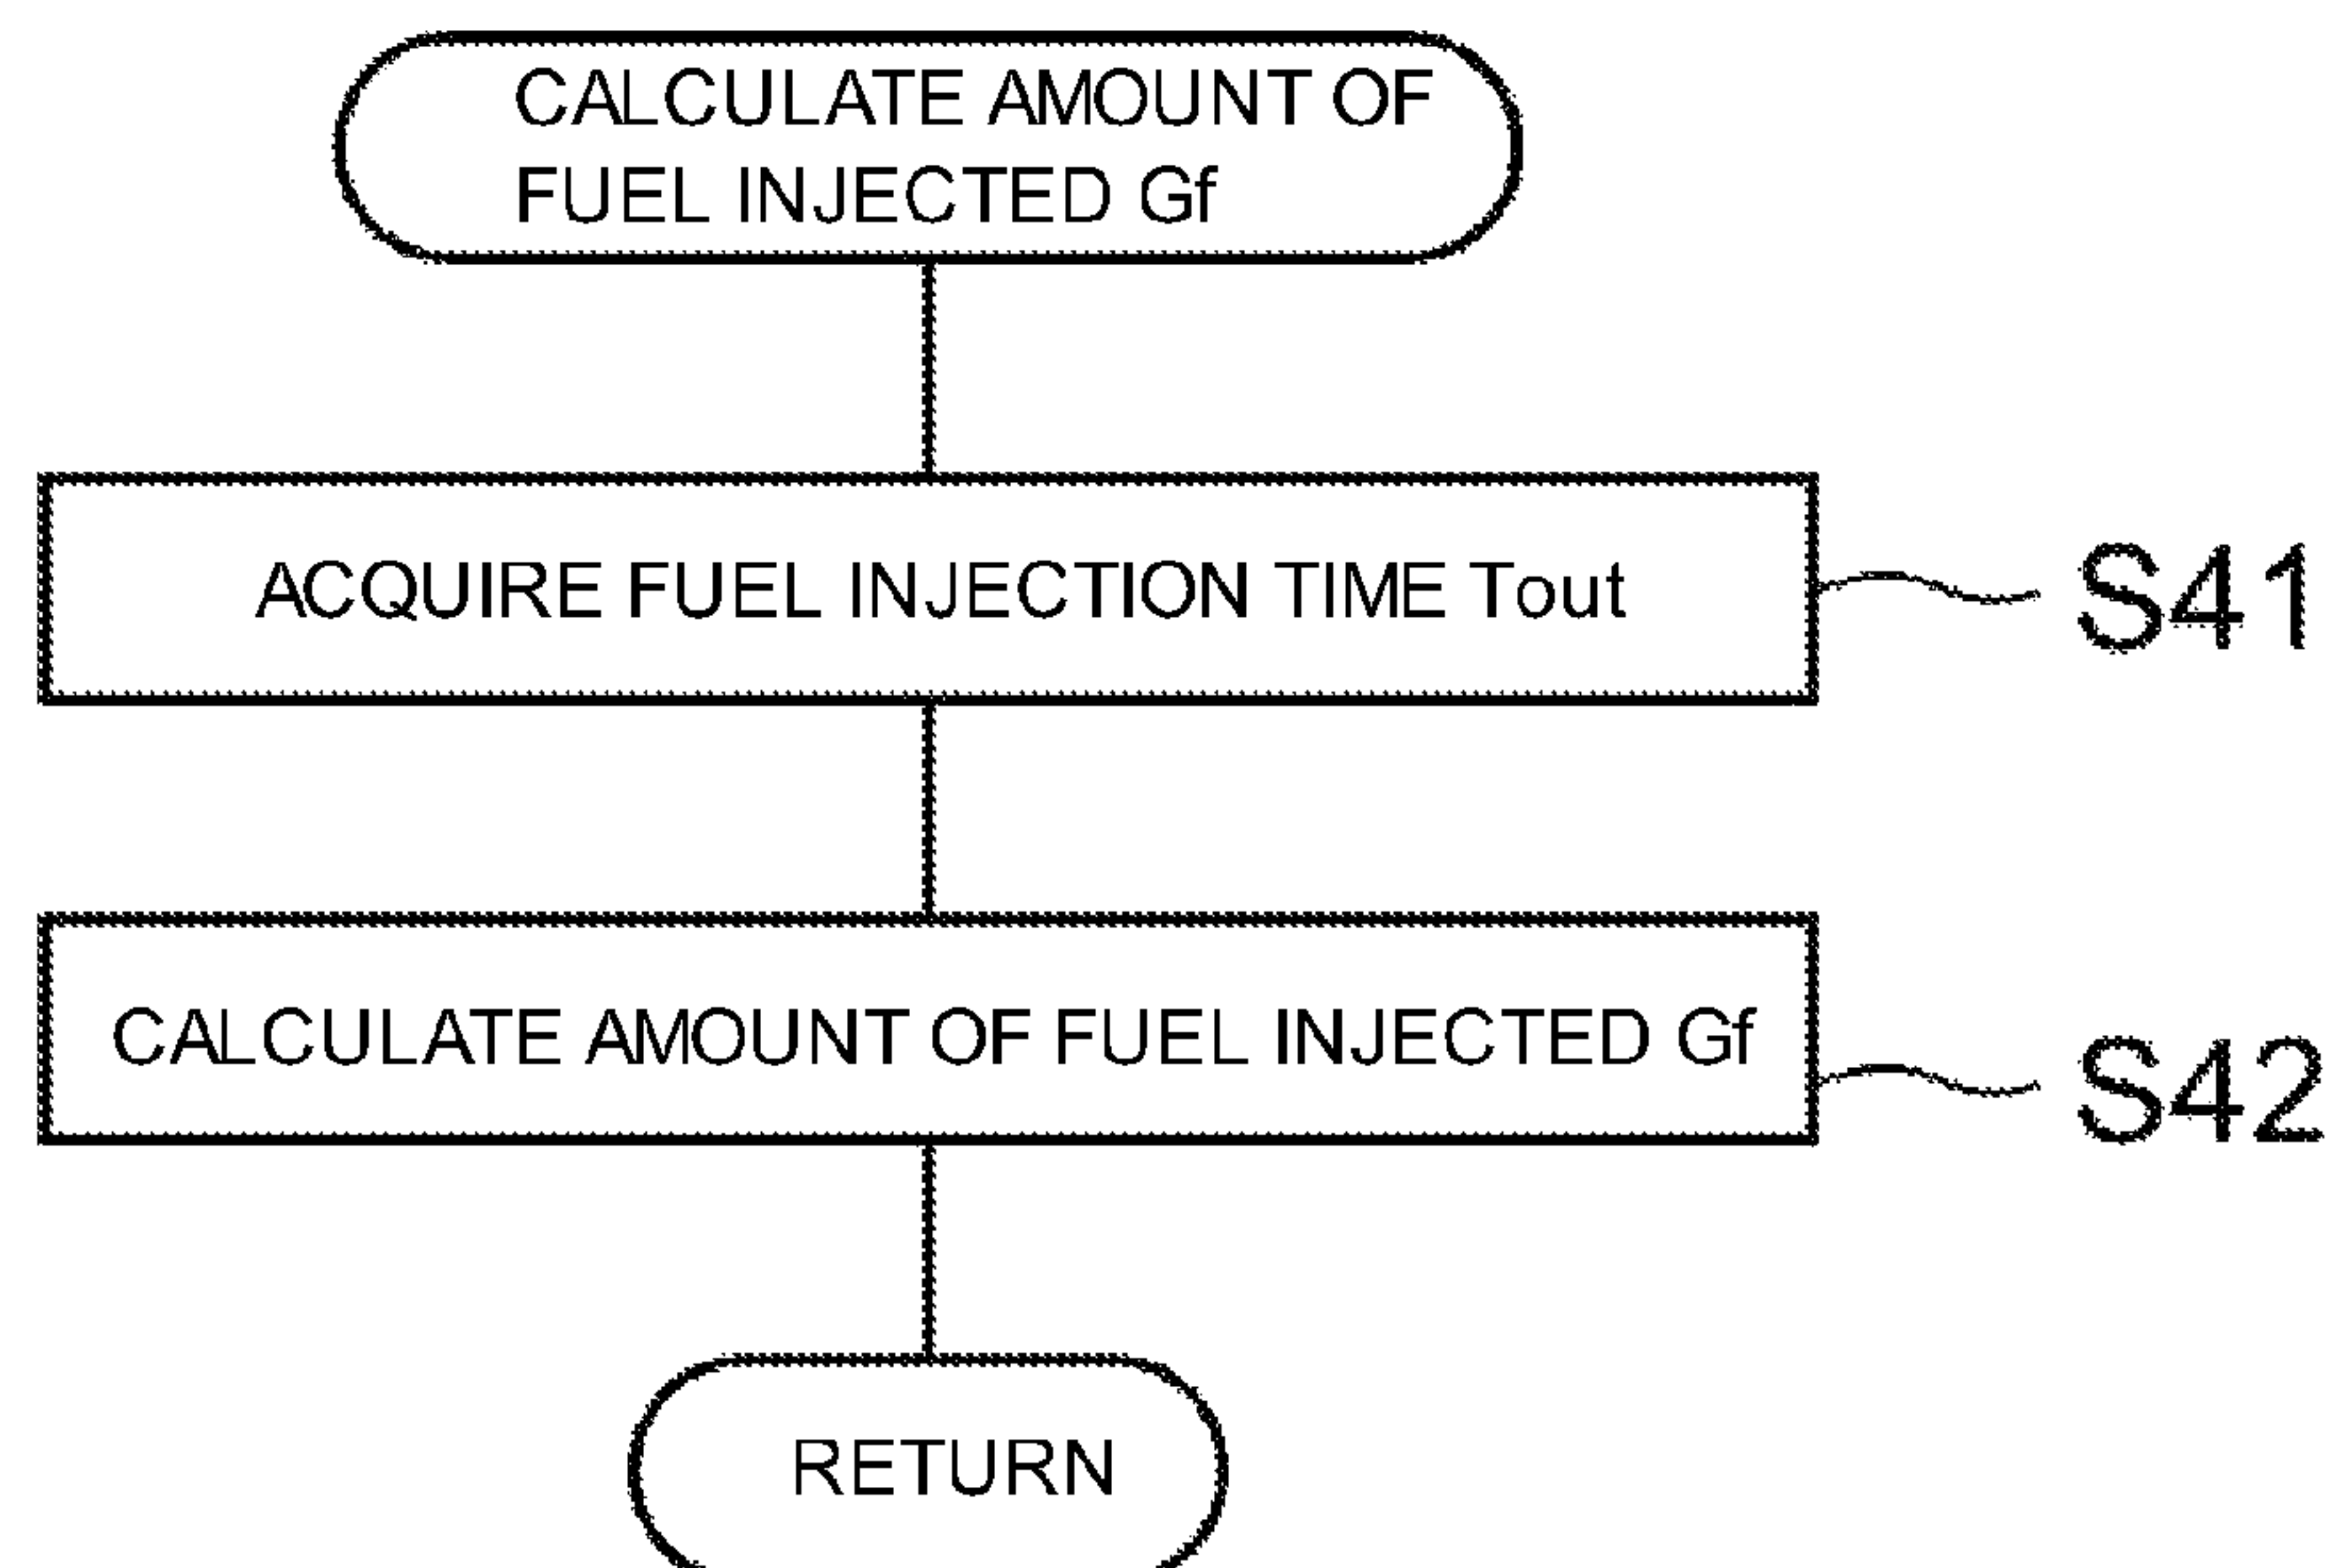 CALCULATE AMOUNT OF
FUEL INJECTED Gf
ACQUIRE FUEL INJECTION TIME Tout
S41
CALCULATE AMOUNT OF FUEL INJECTED Gf
S42
RETURN